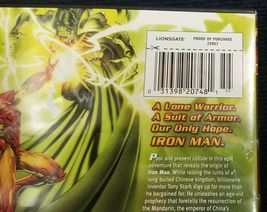 LIONSGATE
PROOF OF PURCHASE
23957
0 31398 20748 1
A Lone Warrior.
A Suit of Armor.
Our Only Hope.
IRON MAN.
Past and present collide in this epic
adventure that reveals the origin of
Iron Man. While raising the ruins of a
long buried Chinese kingdom, billionaire
inventor Tony Stark digs up far more than
he bargained for. He unleashes an age-old
prophecy that foretells the resurrection of
the Mandarin, the emperor of China's